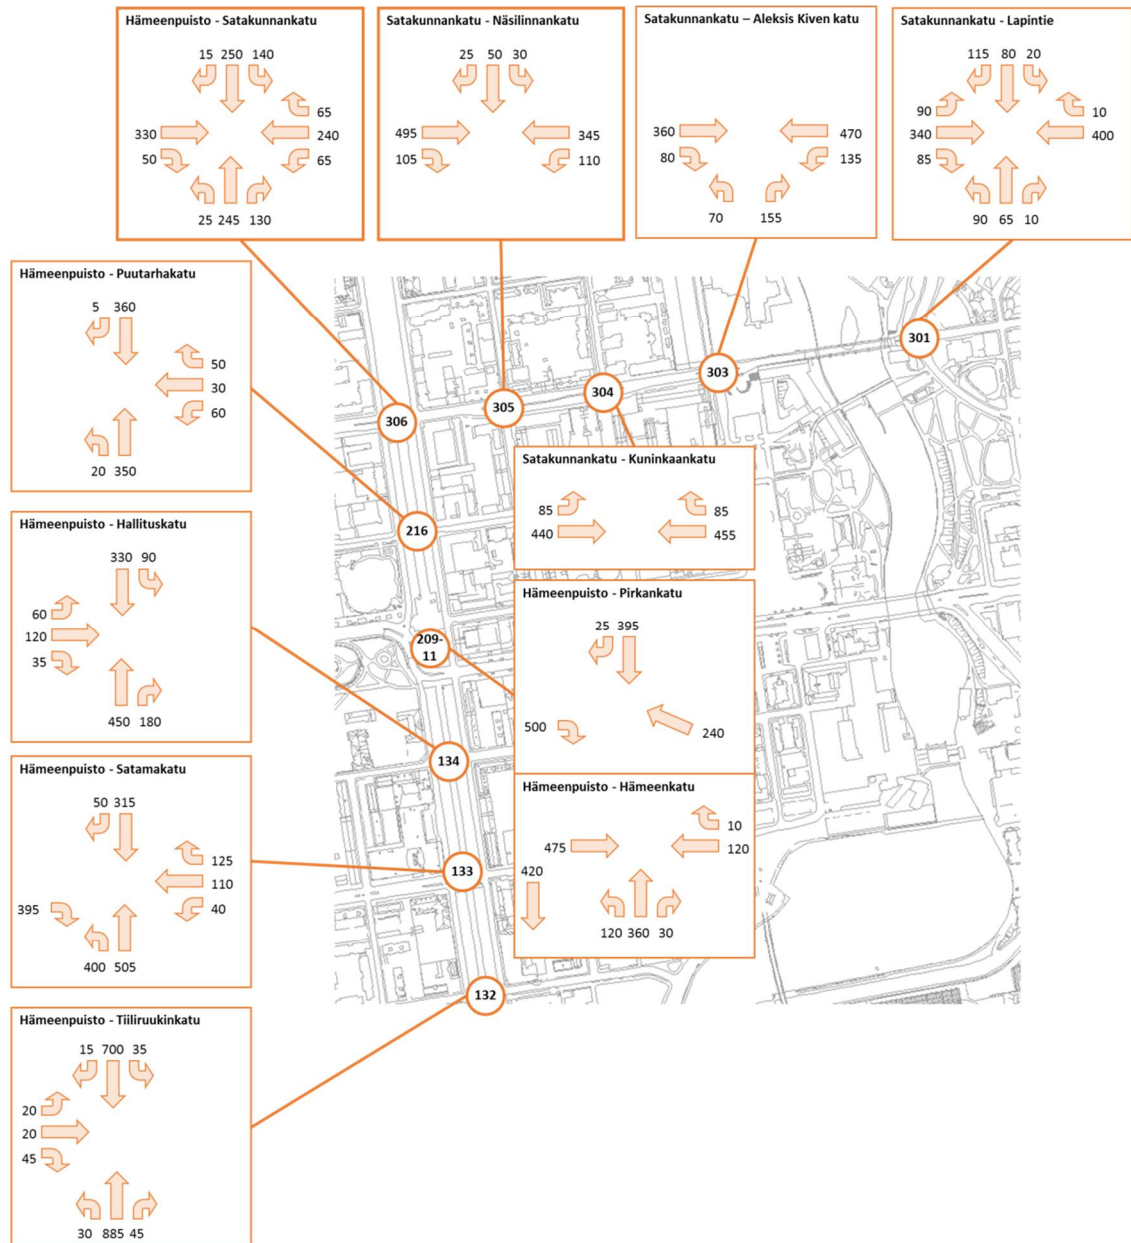 Hämeenpuisto - Satakunnankatu
15 250 140
65
330 240
50 65
25 245 130
Satakunnankatu - Näsilinnankatu
25 50 30
495 345
105 110
Satakunnankatu – Aleksis Kiven katu
360 470
80 135
70 155
Satakunnankatu - Lapintie
115 80 20
90 10
340 400
85
90 65 10
Hämeenpuisto - Puutarhakatu
5 360
50
30
60
20 350
301
303
304
305
306
216
Satakunnankatu - Kuninkaankatu
85 85
440 455
Hämeenpuisto - Hallituskatu
330 90
60
120
35
450 180
209-
11
Hämeenpuisto - Pirkankatu
25 395
500 240
134
Hämeenpuisto - Satamakatu
50 315
125
110
395 40
400 505
133
Hämeenpuisto - Hämeenkatu
10
475 120
420
120 360 30
132
Hämeenpuisto - Tiiliruukinkatu
15 700 35
20
20
45
30 885 45